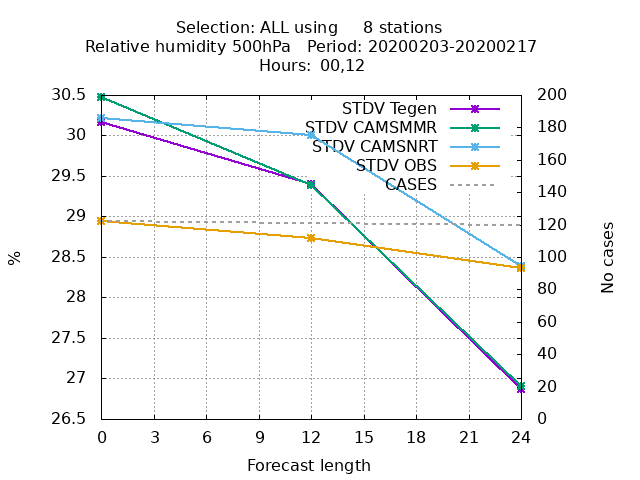 Selection: ALL using     8 stations
Relative humidity 500hPa   Period: 20200203-20200217
Hours: 00,12
STDV Tegen
STDV CAMSMMR
STDV CAMSNRT
STDV OBS
CASES
%
30.5
30
29.5
29
28.5
28
27.5
27
26.5
200
180
160
140
120
100
80
60
40
20
0
No cases
0 3 6 9 12 15 18 21 24
Forecast length